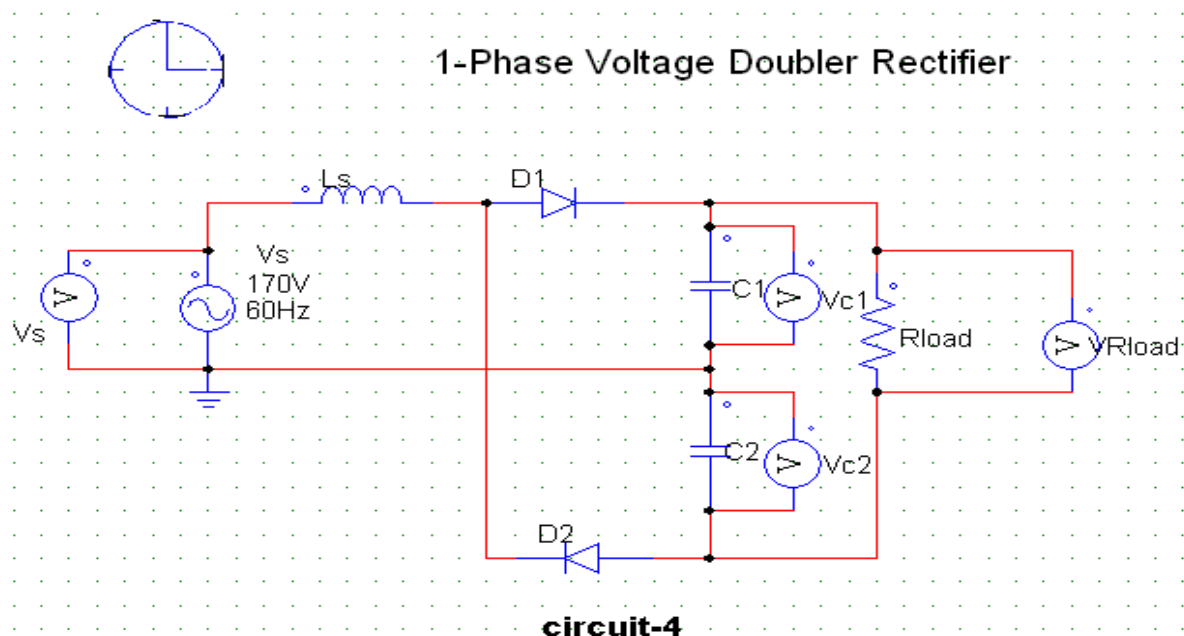 1-Phase Voltage Doubler Rectifier
Ls
D1
Vs
170V
60Hz
Vs
V
C1
V
Vc1
Rload
V
VRload
C2
V
Vc2
D2
circuit-4